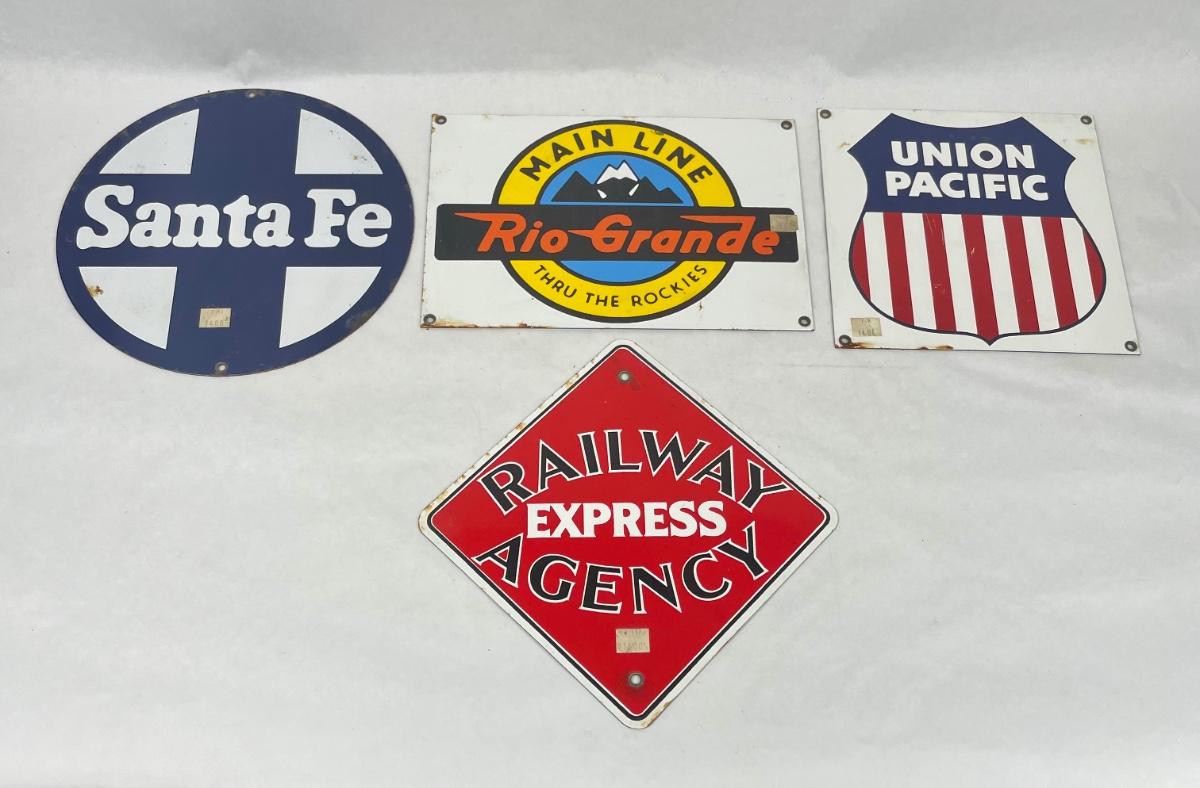 Santa Fe
MAIN LINE
Rio Grande
THRU THE ROCKIES
UNION
PACIFIC
RAILWAY
EXPRESS
AGENCY